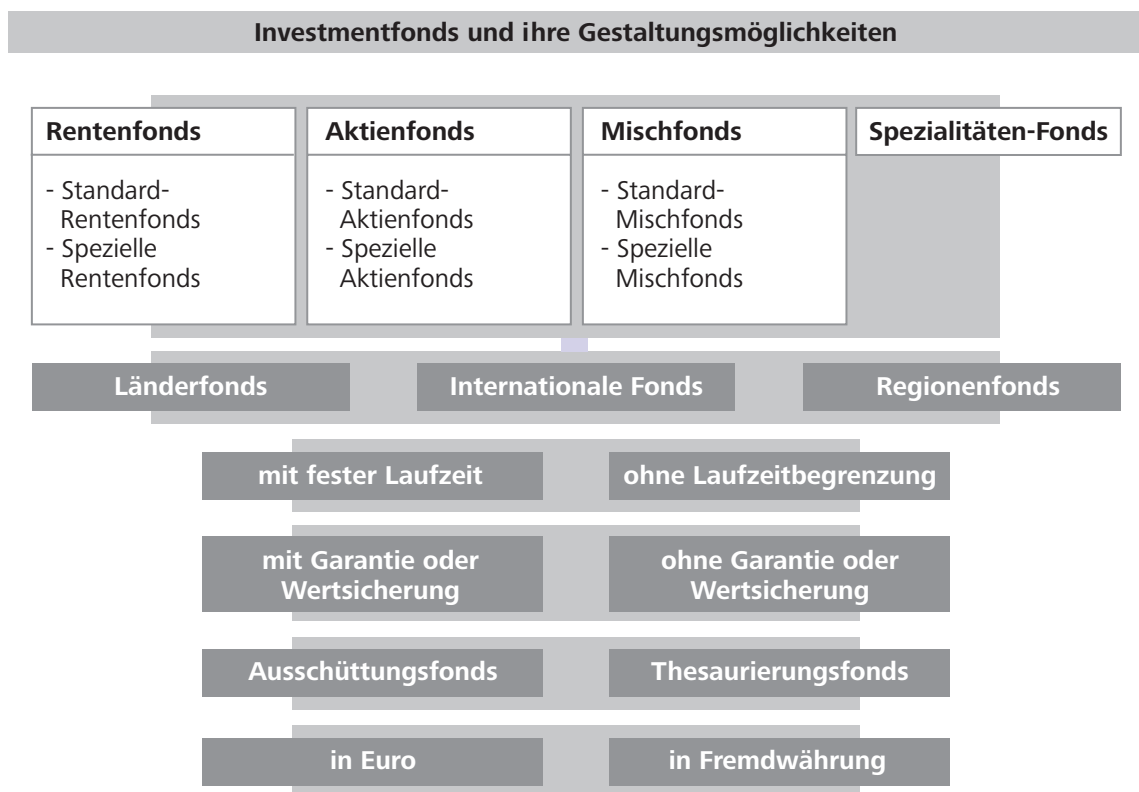 Investmentfonds und ihre Gestaltungsmöglichkeiten
Rentenfonds
- Standard-
Rentenfonds
- Spezielle
Rentenfonds
Aktienfonds
- Standard-
Aktienfonds
- Spezielle
Aktienfonds
Mischfonds
- Standard-
Mischfonds
- Spezielle
Mischfonds
Spezialitäten-Fonds
Länderfonds
Internationale Fonds
Regionenfonds
mit fester Laufzeit
ohne Laufzeitbegrenzung
mit Garantie oder
Wertsicherung
ohne Garantie oder
Wertsicherung
Ausschüttungsfonds
Thesaurierungsfonds
in Euro
in Fremdwährung